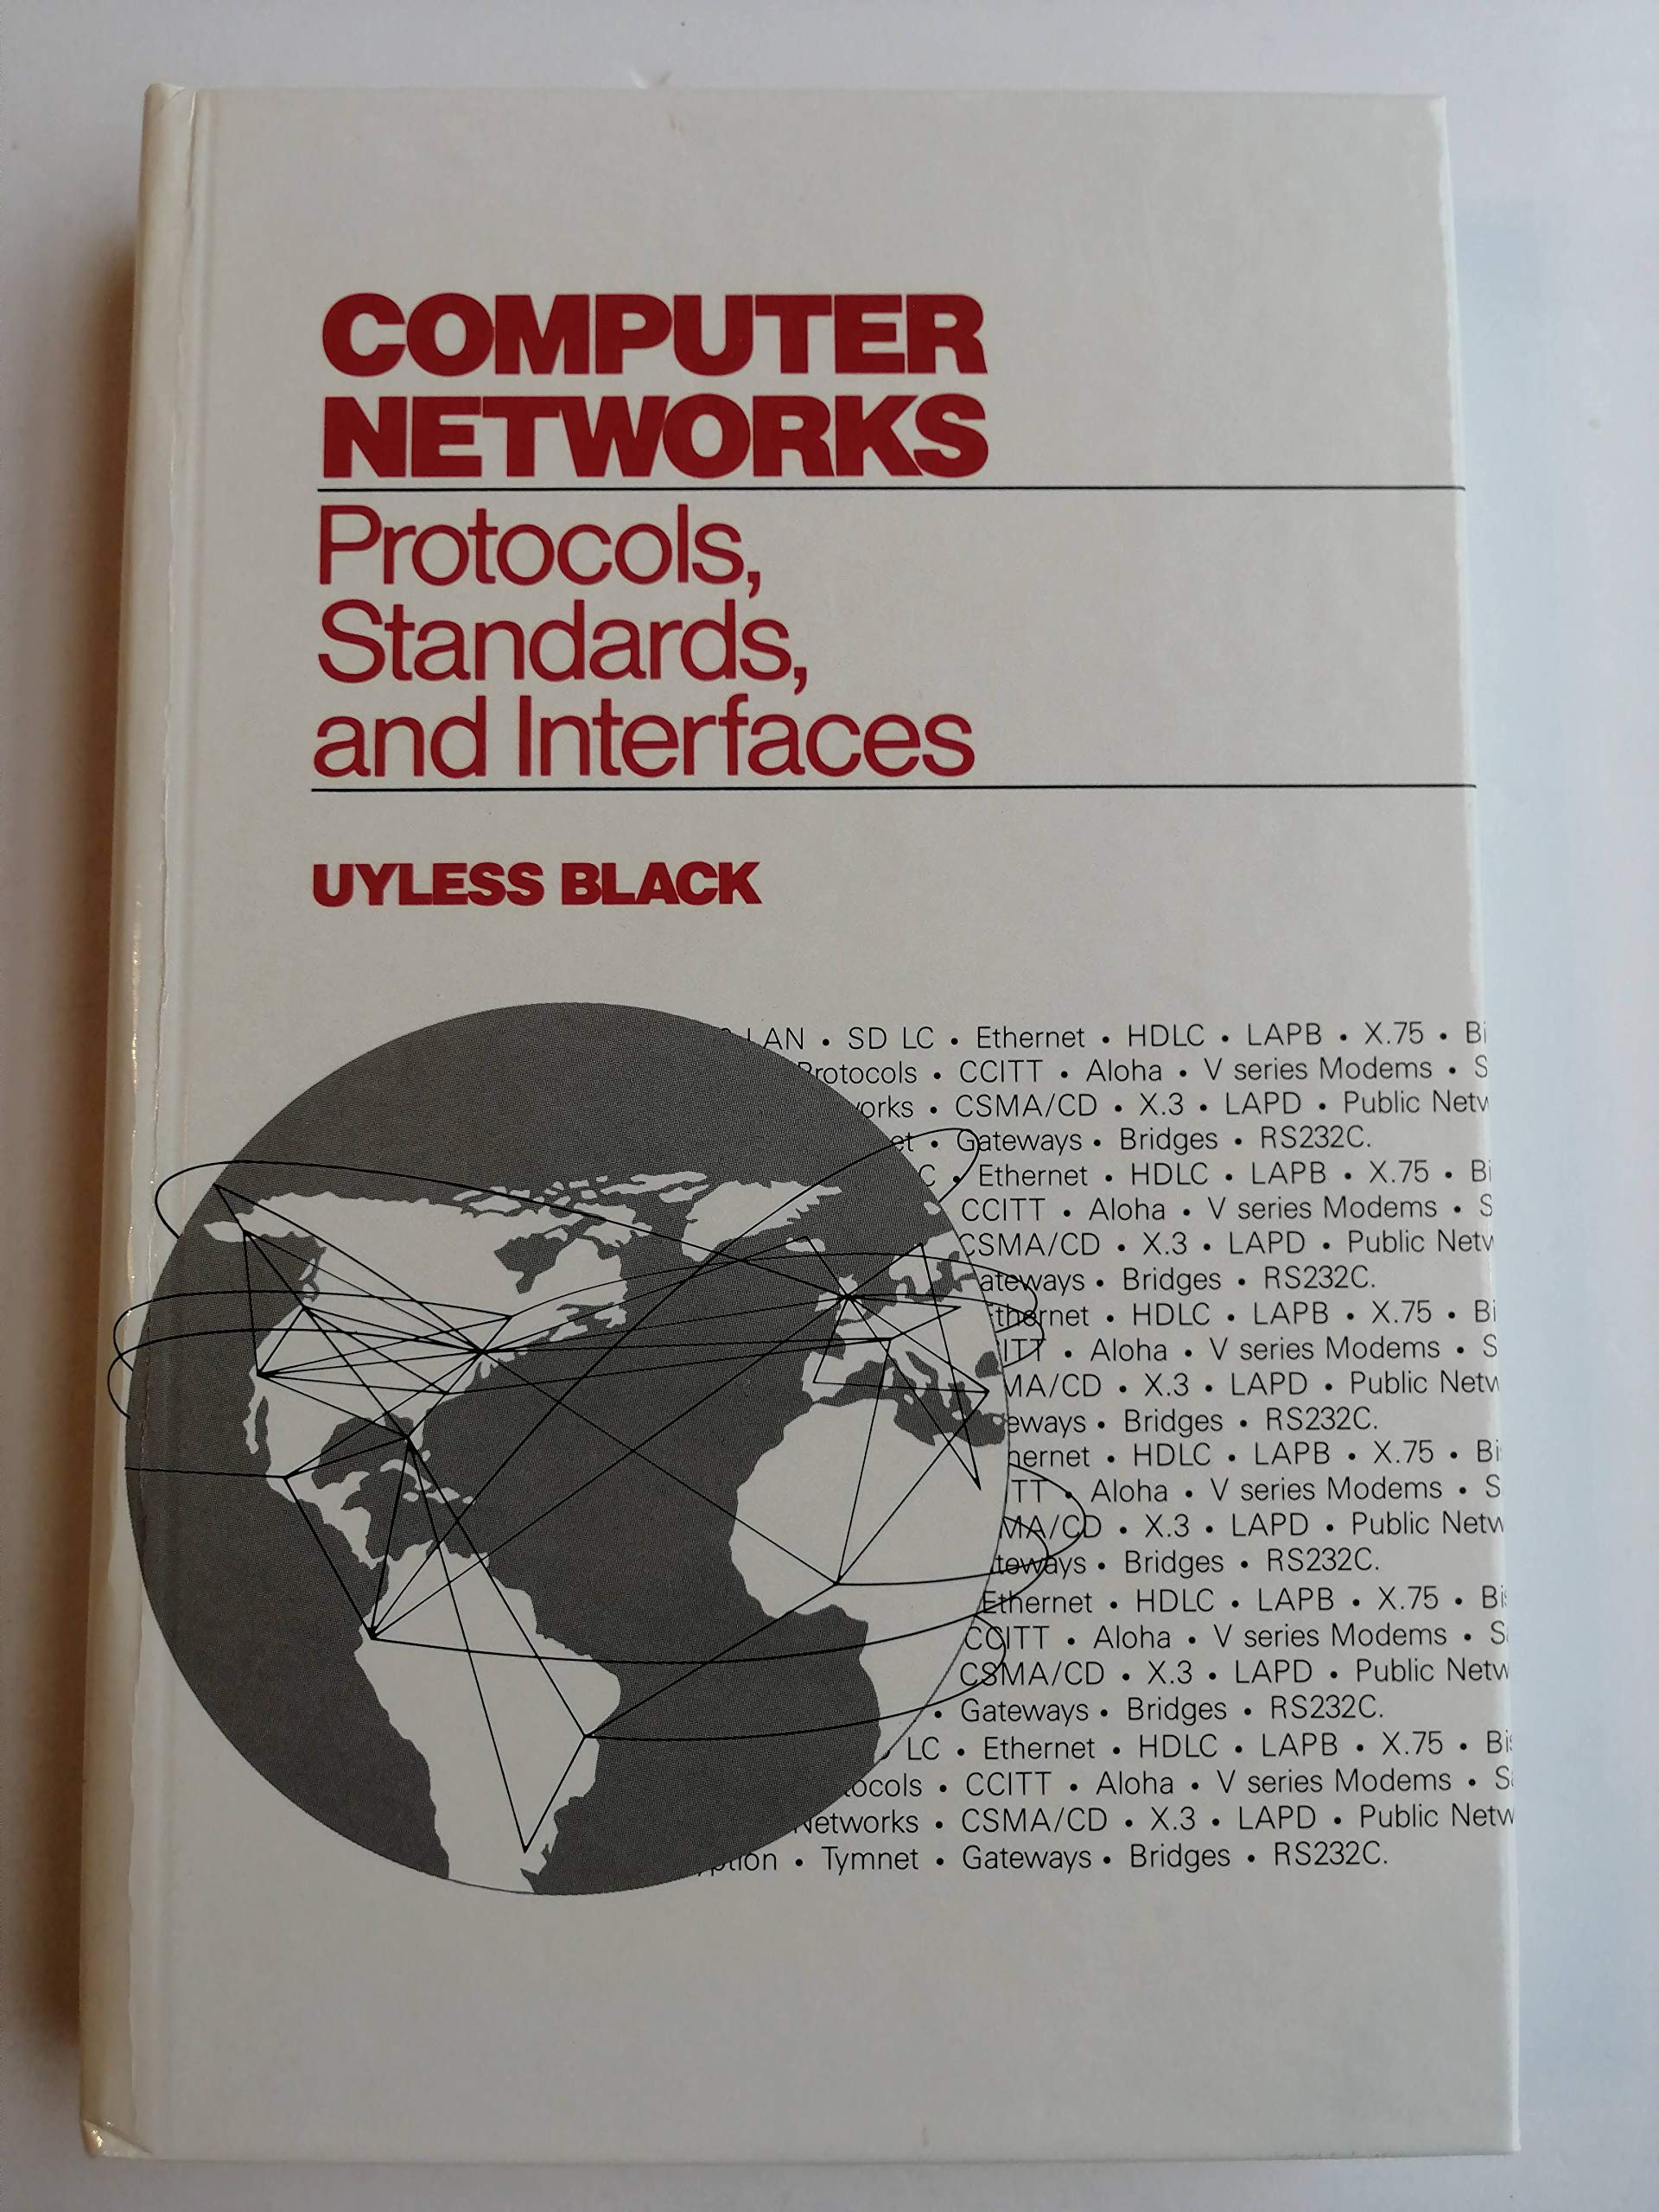 COMPUTER
NETWORKS
Protocols,
Standards,
and Interfaces
UYLESS BLACK
LAN • SD LC • Ethernet • HDLC • LAPB • X.75 •
Protocols • CCITT • Aloha • V series Modems •
• CSMA/CD • X.3 • LAPD • Public
• Gateways • Bridges • RS232C.
• Ethernet • HDLC • LAPB • X.75 •
CCITT • Aloha • V series Modems •
CSMA/CD • X.3 • LAPD • Public
• Bridges • RS232C.
• HDLC • LAPB • X.75 •
• Aloha • V series Modems •
• X.3 • LAPD • Public
• Bridges • RS232C.
• HDLC • LAPB • X.75 •
• Aloha • V series Modems •
• X.3 • LAPD • Public
• Bridges • RS232C.
Ethernet • HDLC • LAPB • X.75 •
CCITT • Aloha • V series Modems •
CSMA/CD • X.3 • LAPD • Public
• Gateways • Bridges • RS232C.
LC • Ethernet • HDLC • LAPB • X.75 •
• CCITT • Aloha • V series Modems •
Networks • CSMA/CD • X.3 • LAPD • Public
• Tymnet • Gateways • Bridges • RS232C.